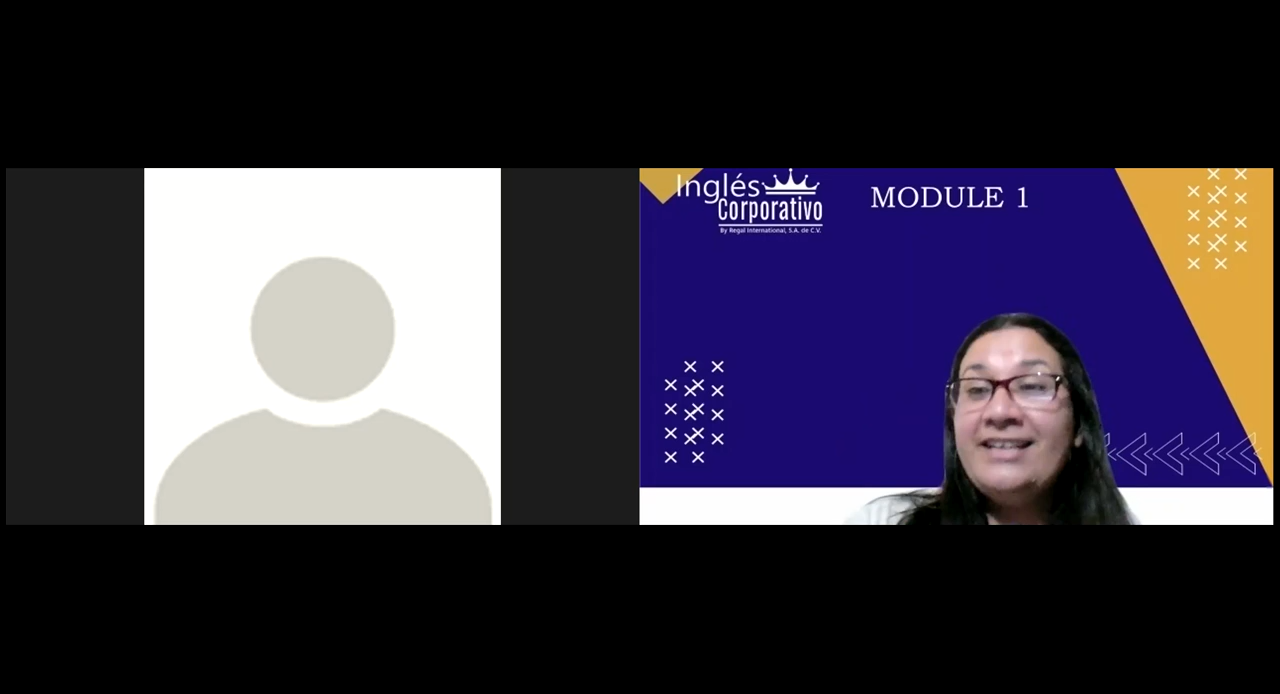 Inglés
Corporativo
By Regal International, S.A. de C.V.
MODULE 1